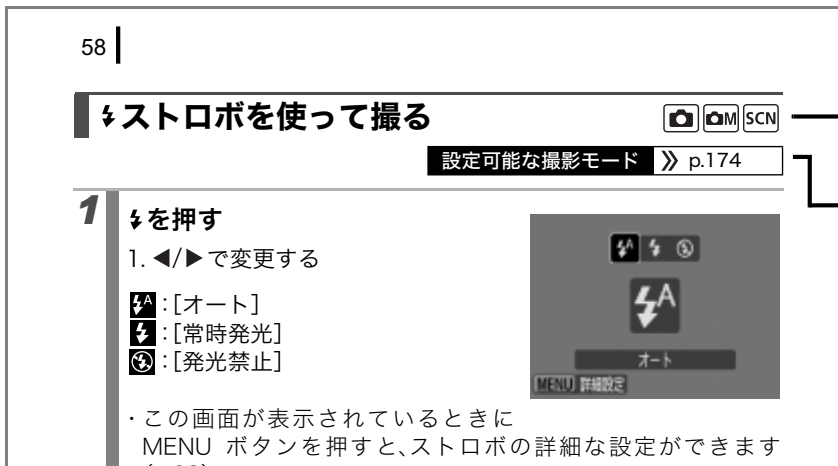 58
ストロボを使って撮る
M SCN
設定可能な撮影モード p.174
1
を押す
1. ◀/▶で変更する
A:[オート]
:[常時発光]
:[発光禁止]
A
A
オート
MENU 詳細設定
・この画面が表示されているときに
MENU ボタンを押すと、ストロボの詳細な設定ができます